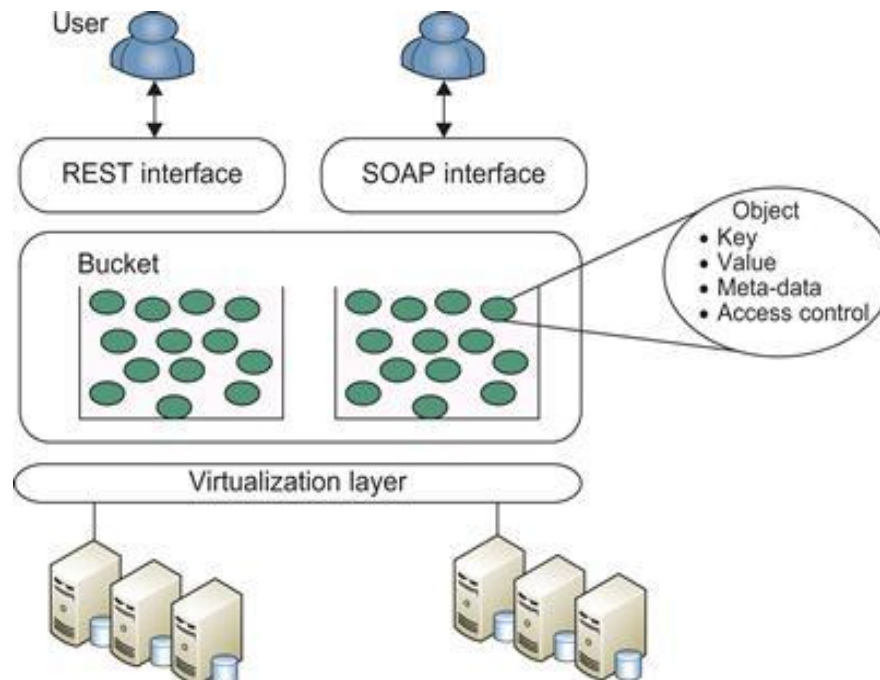 User
REST interface
SOAP interface
Object
• Key
• Value
• Meta-data
• Access control
Bucket
Virtualization layer